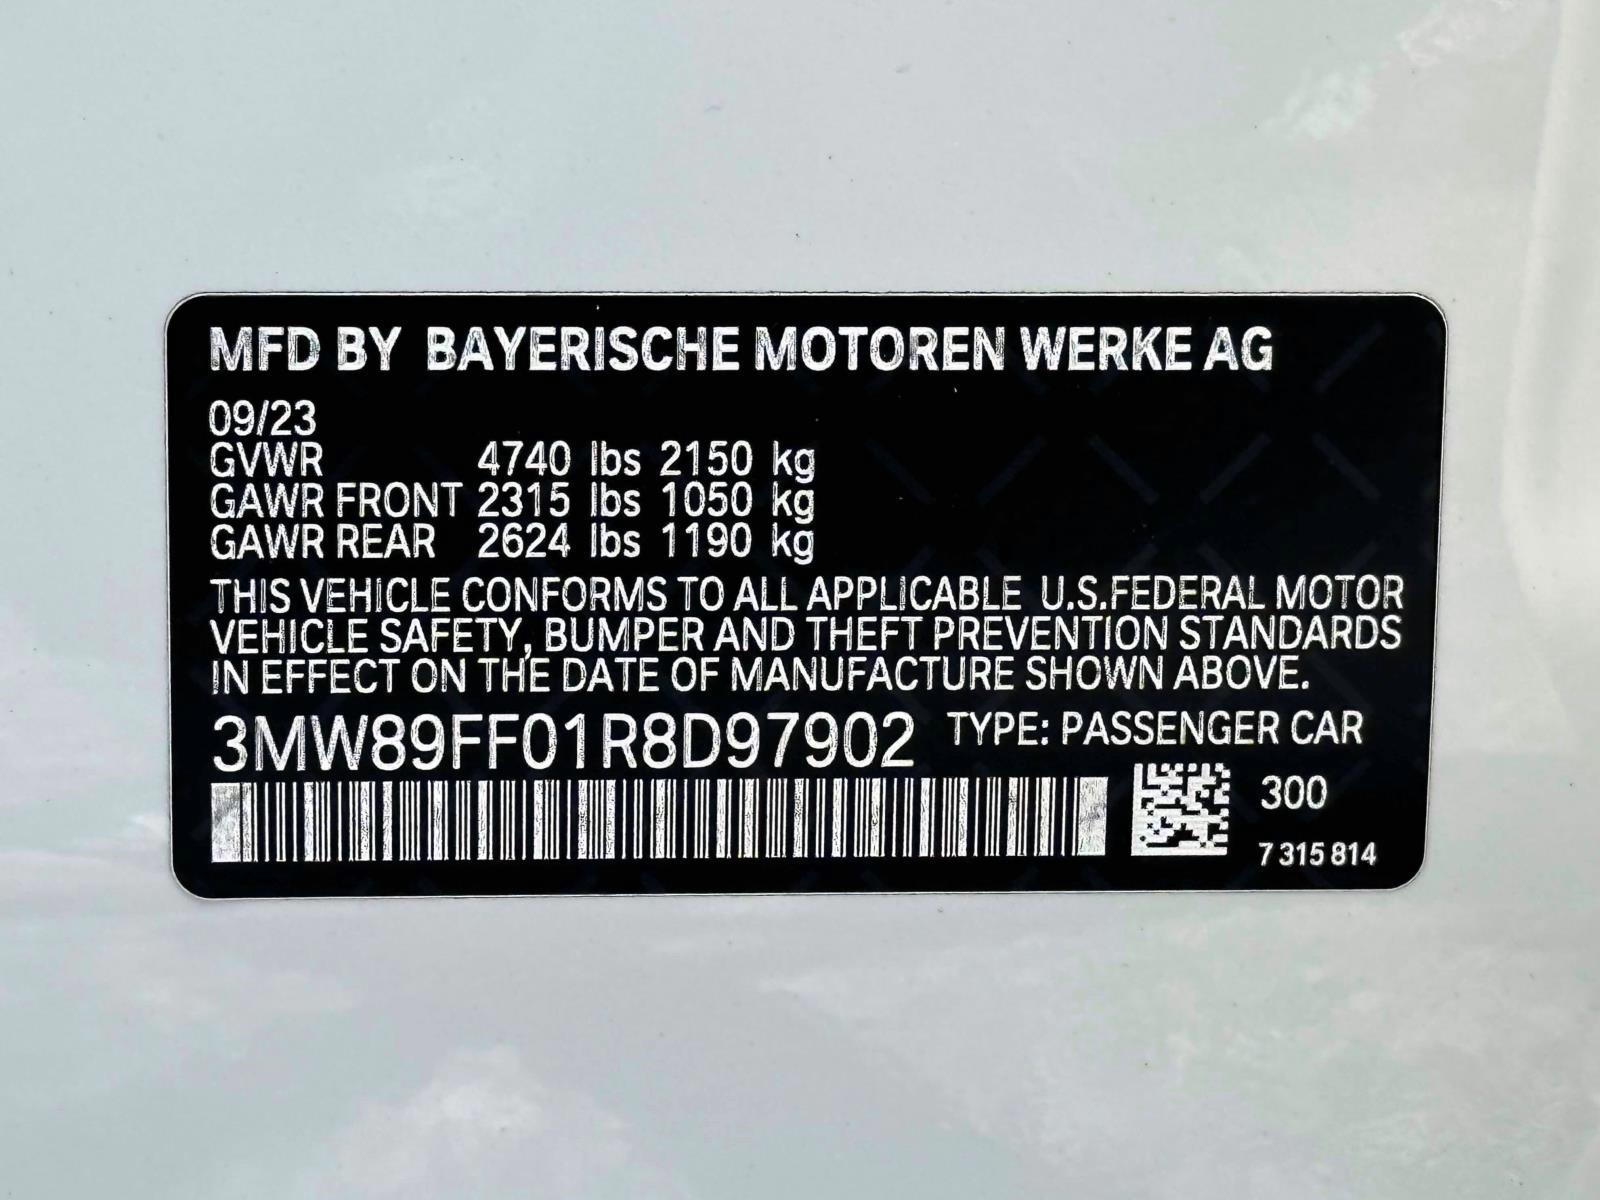 MFD BY BAYERISCHE MOTOREN WERKE AG
09/23
GVWR 4740 lbs 2150 kg
GAWR FRONT 2315 lbs 1050 kg
GAWR REAR 2624 lbs 1190 kg
THIS VEHICLE CONFORMS TO ALL APPLICABLE U.S.FEDERAL MOTOR
VEHICLE SAFETY, BUMPER AND THEFT PREVENTION STANDARDS
IN EFFECT ON THE DATE OF MANUFACTURE SHOWN ABOVE.
3MW89FF01R8D97902 TYPE: PASSENGER CAR
300
7 315 814